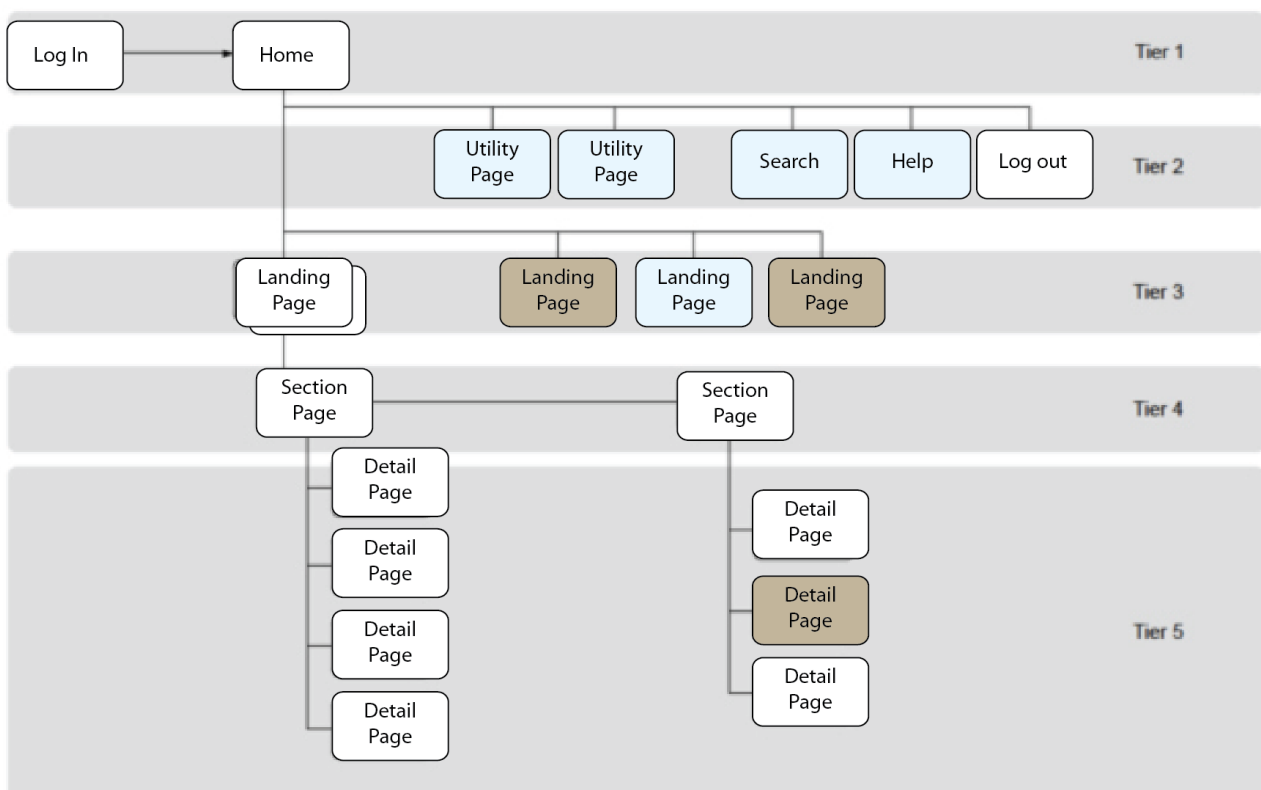 Log In
Home
Tier 1
Utility
Page
Utility
Page
Search
Help
Log out
Tier 2
Landing
Page
Landing
Page
Landing
Page
Landing
Page
Tier 3
Section
Page
Section
Page
Tier 4
Detail
Page
Detail
Page
Detail
Page
Detail
Page
Detail
Page
Detail
Page
Detail
Page
Tier 5